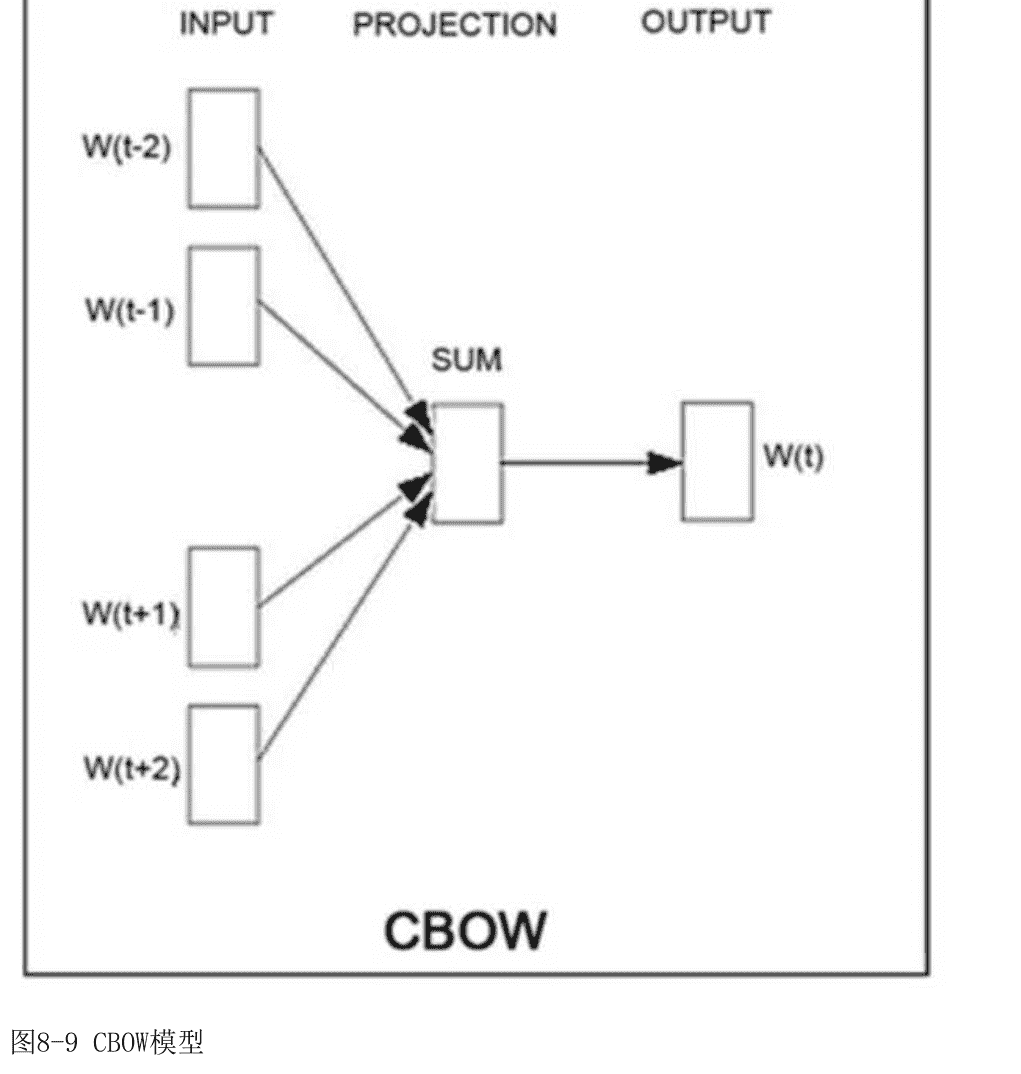 INPUT PROJECTION OUTPUT
W(t-2)
W(t-1)
SUM
W(t)
W(t+1)
W(t+2)
CBOW
图8-9 CBOW模型